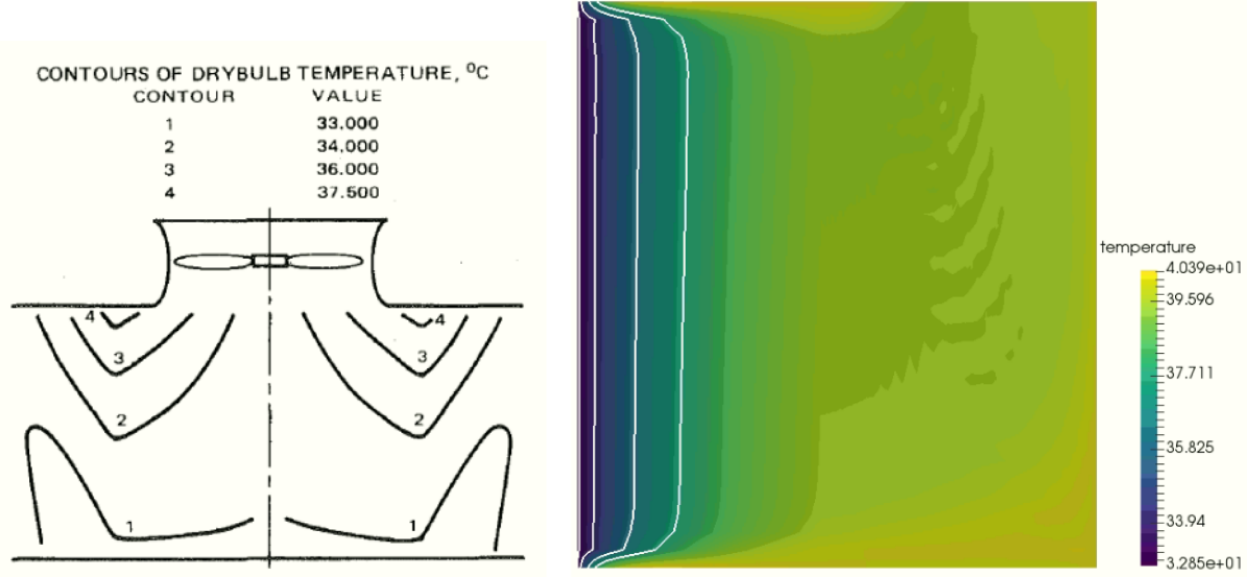 CONTOURS OF DRYBULB TEMPERATURE, °C
CONTOUR VALUE
1 33.000
2 34.000
3 36.000
4 37.500
4 4
3 3
2 2
1 1
temperature
4.039e+01
39.596
37.711
35.825
33.94
3.285e+01